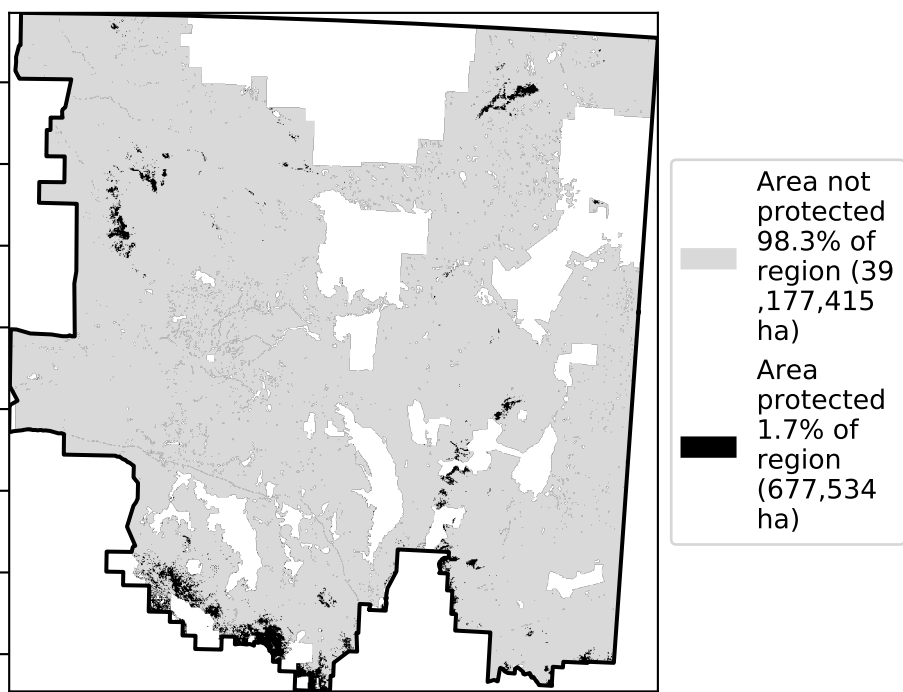 Area not
protected
98.3% of
region (39
,177,415
ha)
Area
protected
1.7% of
region
(677,534
ha)